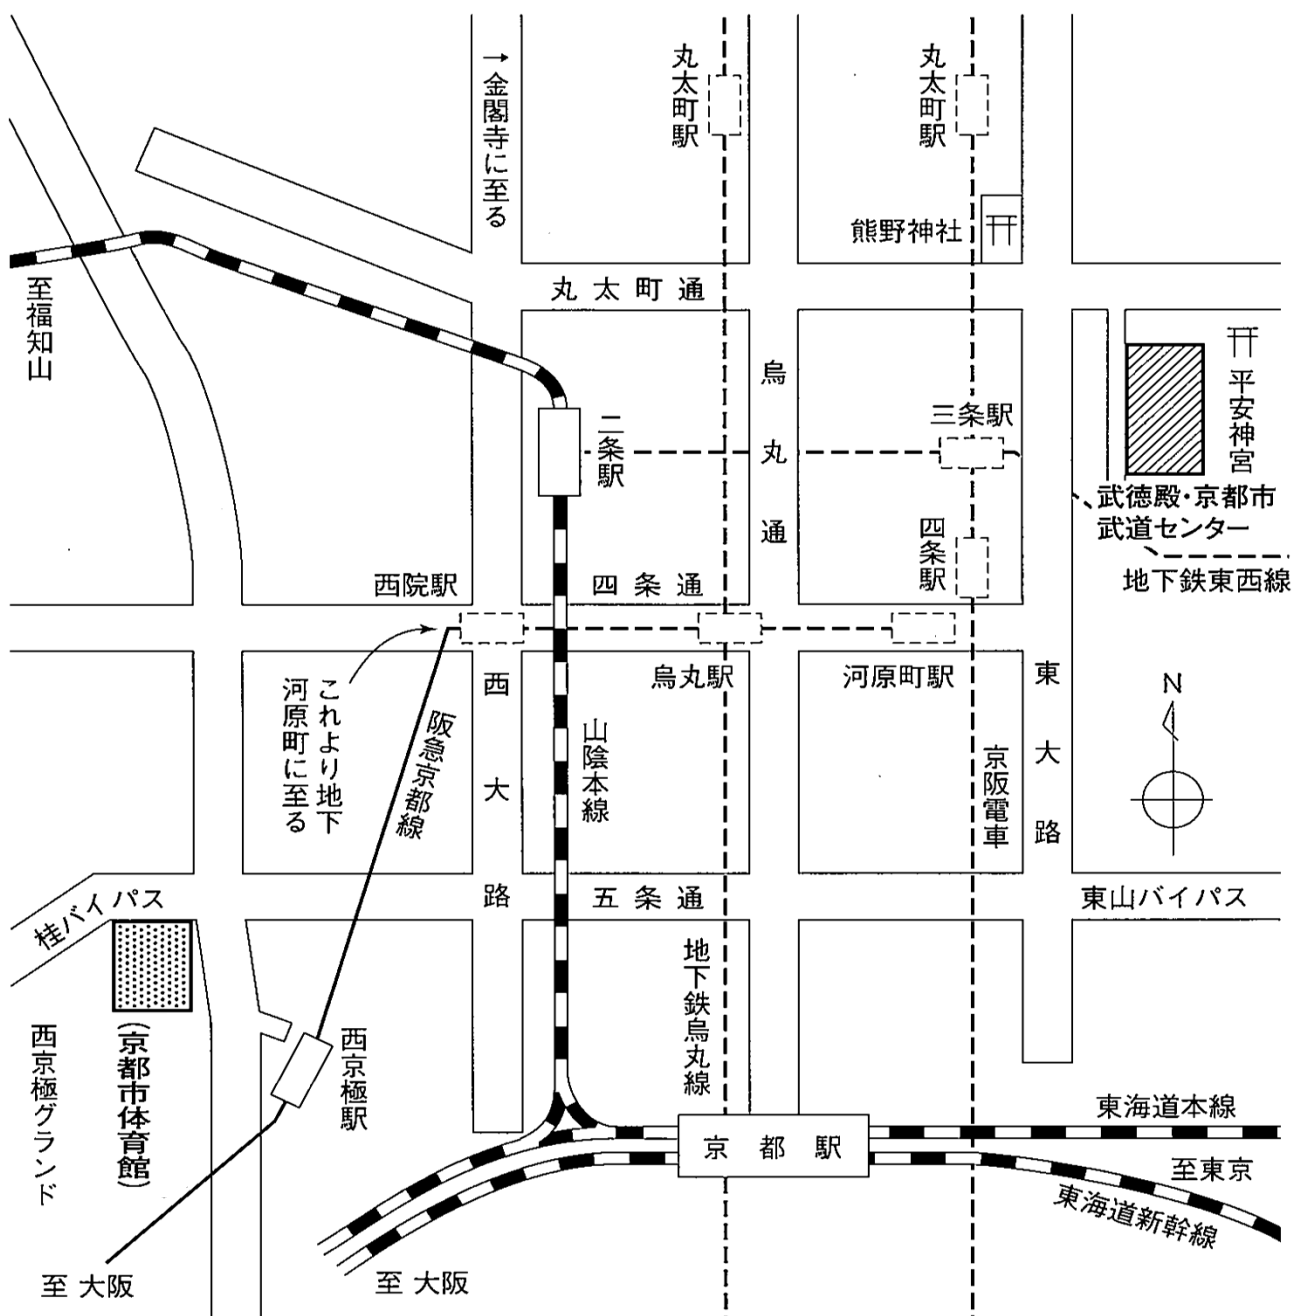 →金閣寺に至る
丸太町駅
丸太町駅
熊野神社
至福知山
丸太町通
烏丸通
平安神宮
二条駅
三条駅
武徳殿・京都市
武道センター
四条駅
地下鉄東西線
西院駅
四条通
烏丸駅
河原町駅
これより地下
河原町に至る
阪急京都線
西大路
山陰本線
京阪電車
東大路
N
桂バイパス
五条通
東山バイパス
西京極グランド
(京都市体育館)
西京極駅
地下鉄烏丸線
京都駅
東海道本線
至東京
東海道新幹線
至 大阪
至 大阪